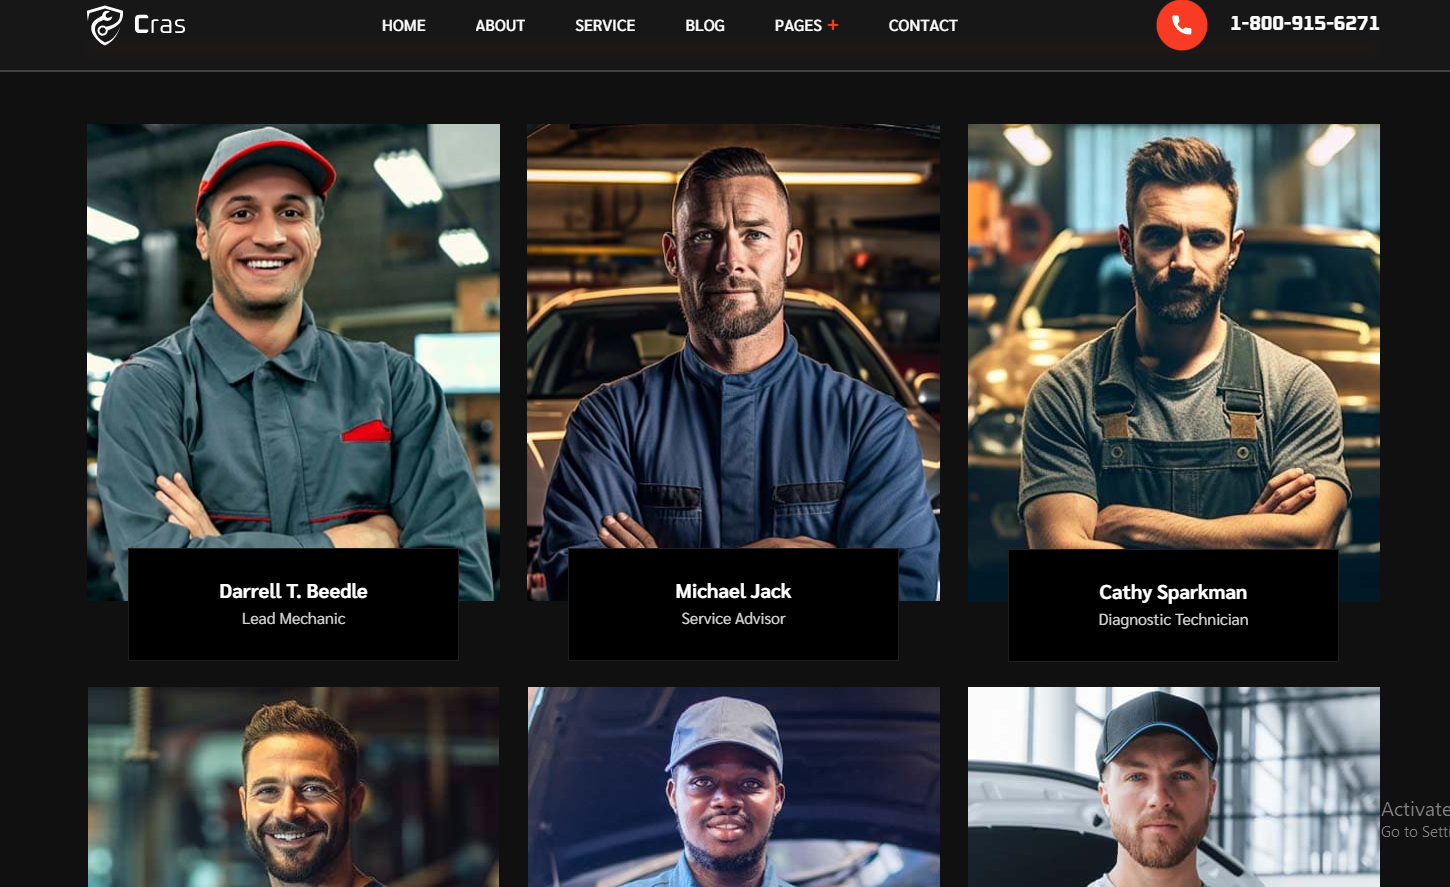 Cras
HOME
ABOUT
SERVICE
BLOG
PAGES +
CONTACT
1-800-915-6271
Darrell T. Beedle
Lead Mechanic
Michael Jack
Service Advisor
Cathy Sparkman
Diagnostic Technician
Activate
Go to Setti